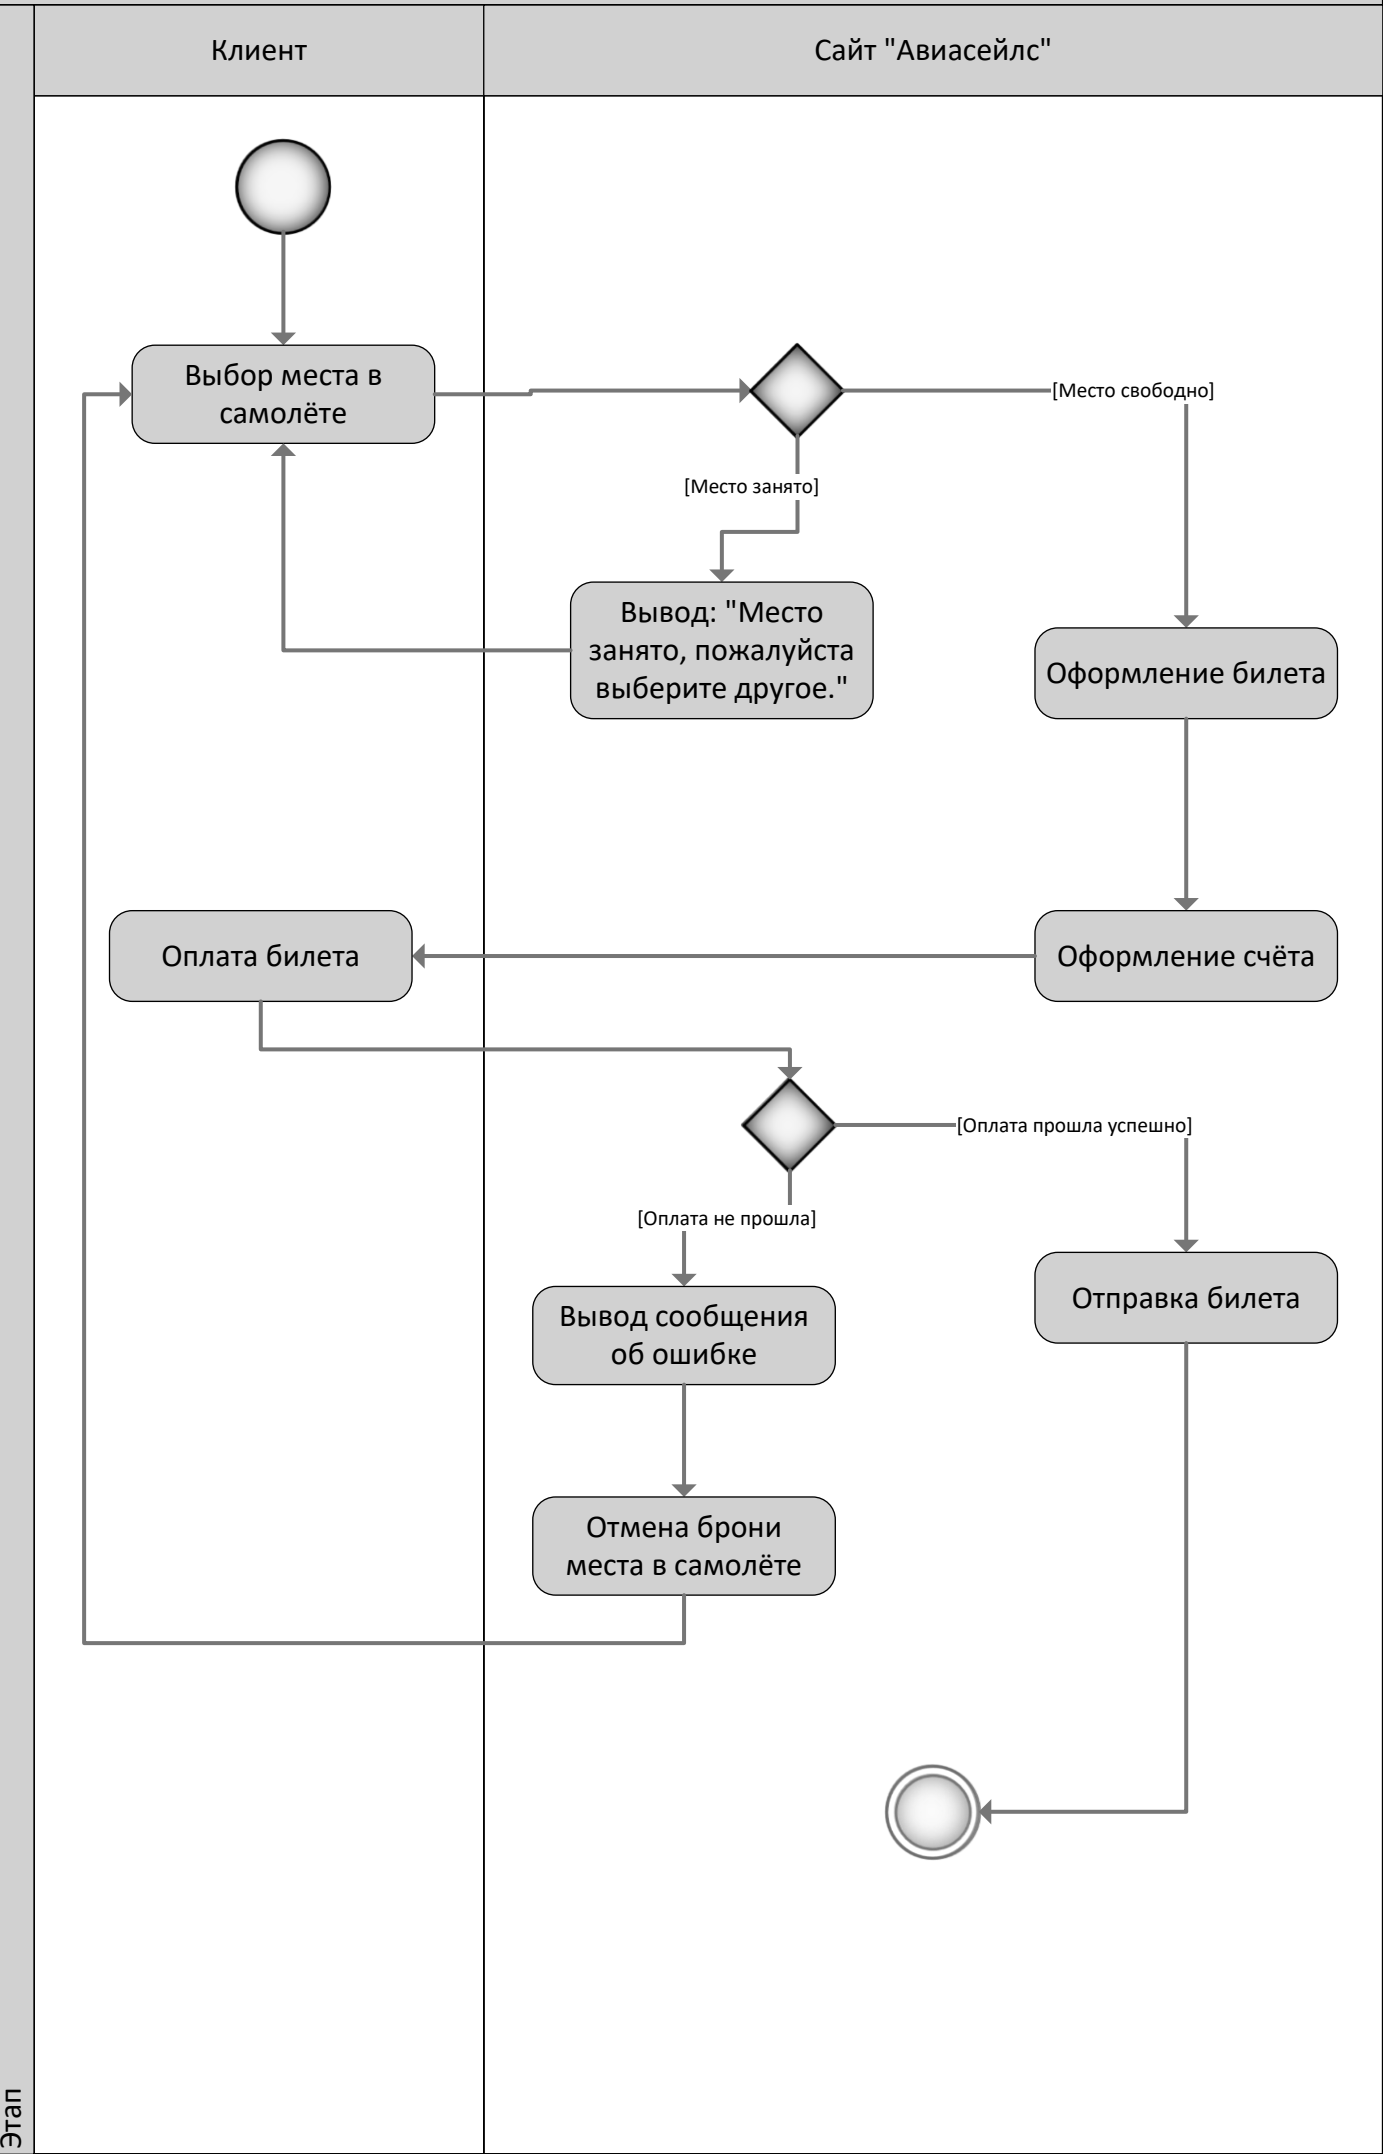 Клиент
Сайт "Авиасейлс"
Выбор места в
самолёте
[Место свободно]
[Место занято]
Вывод: "Место
занято, пожалуйста
выберите другое."
Оформление билета
Оплата билета
Оформление счёта
[Оплата прошла успешно]
[Оплата не прошла]
Вывод сообщения
об ошибке
Отправка билета
Отмена брони
места в самолёте
Этап